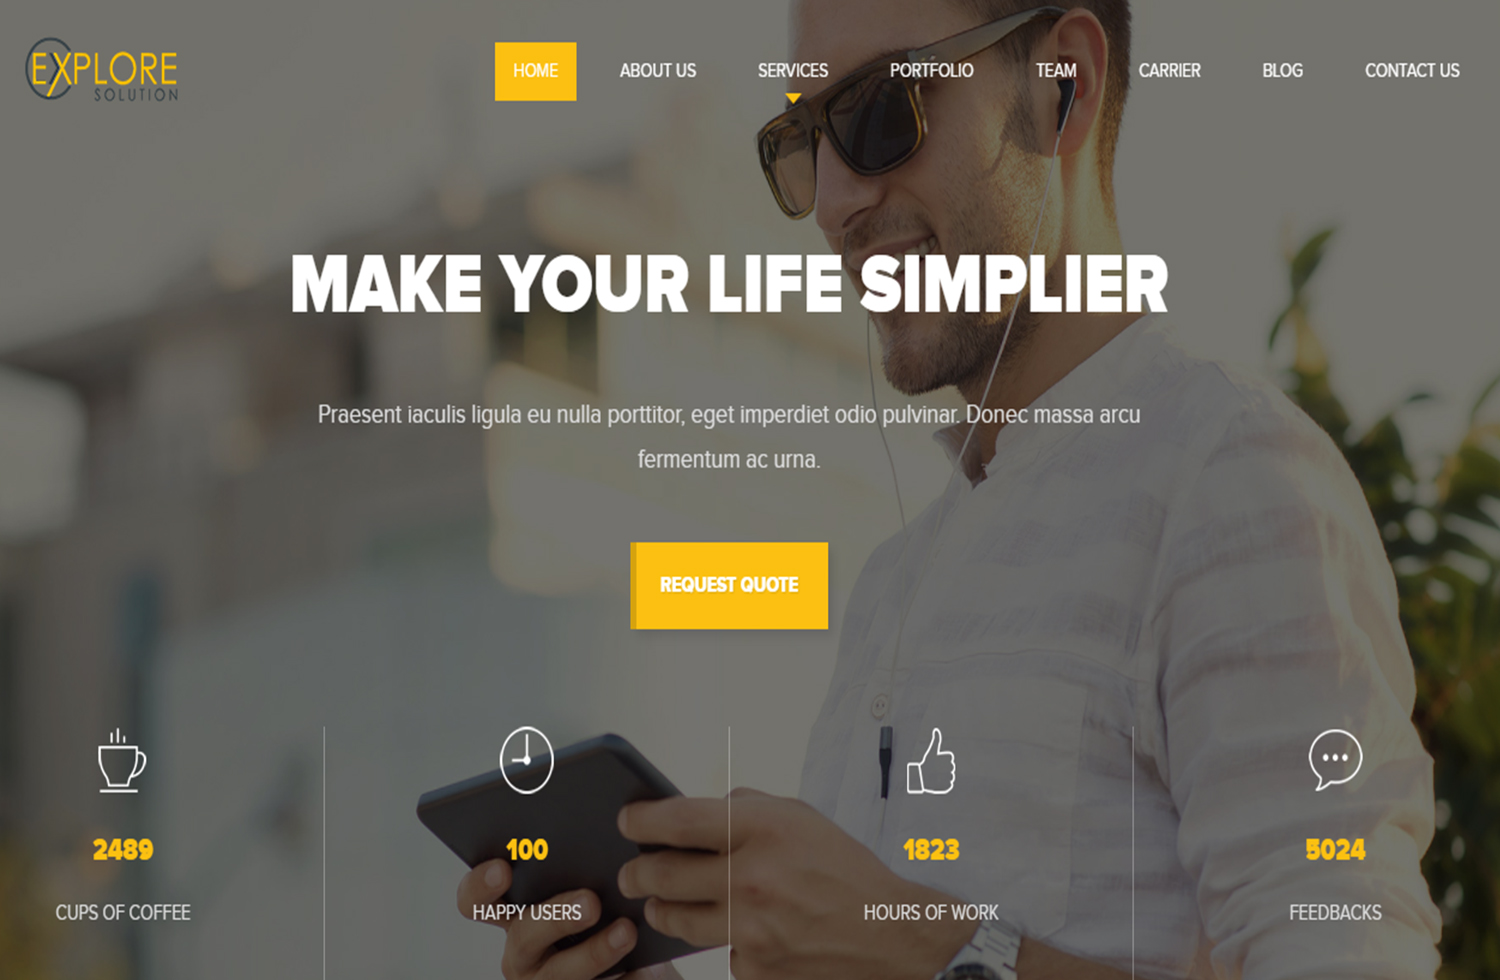 EXPLORE
SOLUTION
HOME ABOUT US SERVICES PORTFOLIO TEAM CARRIER BLOG CONTACT US
MAKE YOUR LIFE SIMPLIER
Praesent iaculis ligula eu nulla porttitor, eget imperdiet odio pulvinar. Donec massa arcu
fermentum ac urna.
REQUEST QUOTE
2489 100 1823 5024
CUPS OF COFFEE HAPPY USERS HOURS OF WORK FEEDBACKS